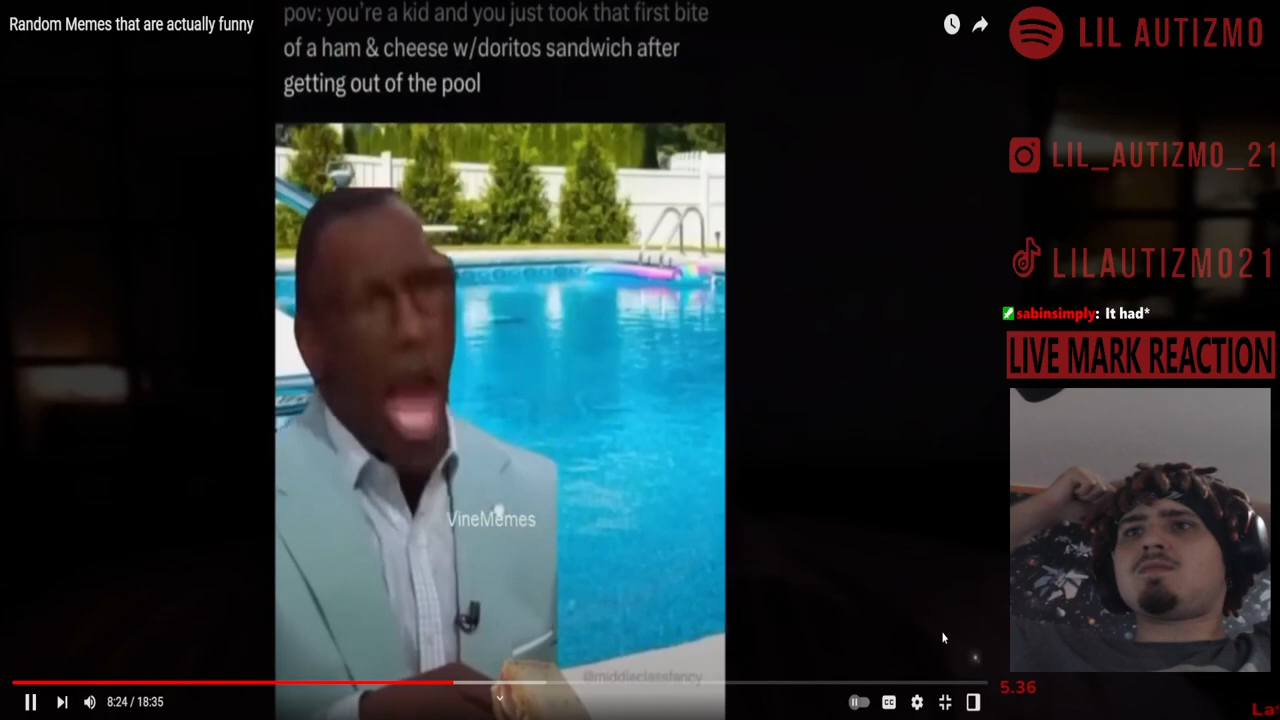 Random Memes that are actually funny
pov: you're a kid and you just took that first bite
of a ham & cheese w/doritos sandwich after
getting out of the pool
VineMemes
@middleclassfancy
8:24 / 18:35
CC
LIL AUTIZMO
LIL_AUTIZMO_21
LILAUTIZMO21
sabinsimply: It had*
LIVE MARK REACTION
5.36
La